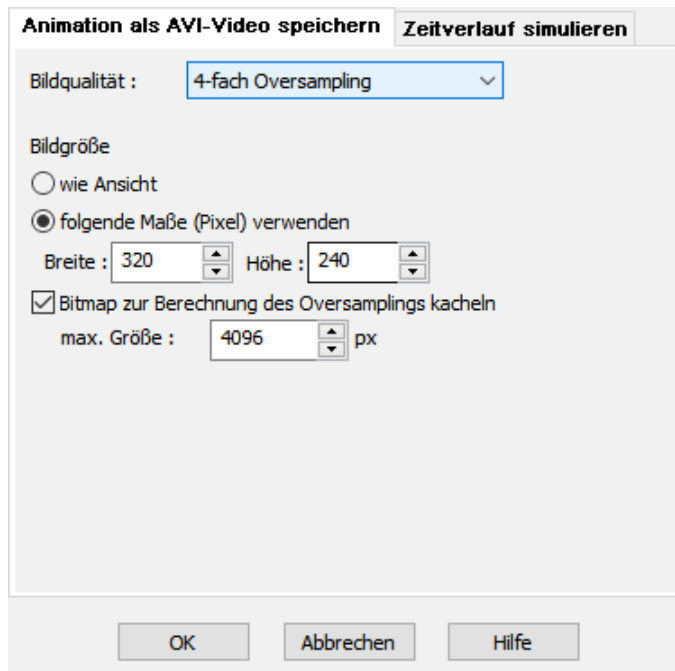 Animation als AVI-Video speichern Zeitverlauf simulieren
Bildqualität : 4-fach Oversampling
Bildgröße
wie Ansicht
folgende Maße (Pixel) verwenden
Breite : 320 Höhe : 240
Bitmap zur Berechnung des Oversamplings kacheln
max. Größe : 4096 px
OK Abbrechen Hilfe